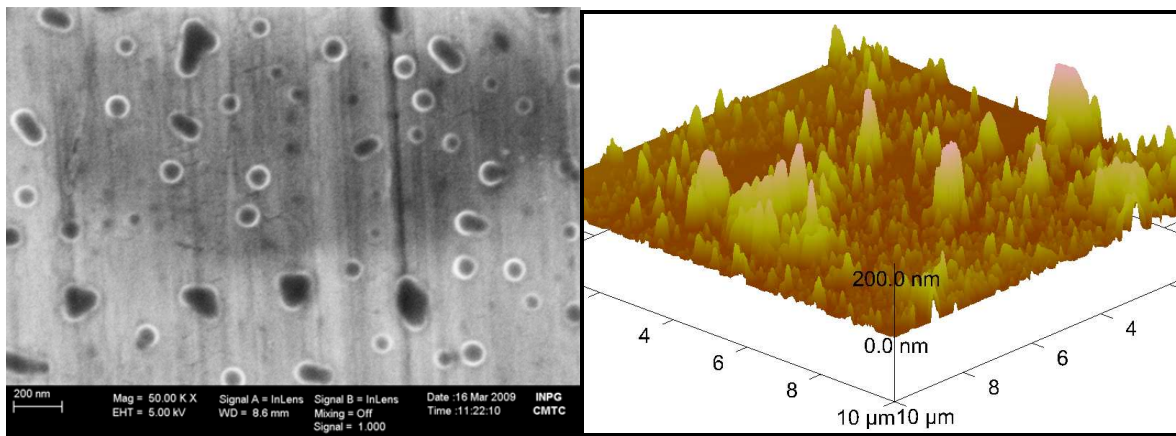 200 nm
Mag = 50.00 K X
EHT = 5.00 kV
Signal A = InLens
WD = 8.6 mm
Signal B = InLens
Mixing = Off
Signal = 1.000
Date :16 Mar 2009
Time :11:22:10
INPG
CMTC
200.0 nm
0.0 nm
4
6
8
10 µm
4
6
8
10 µm